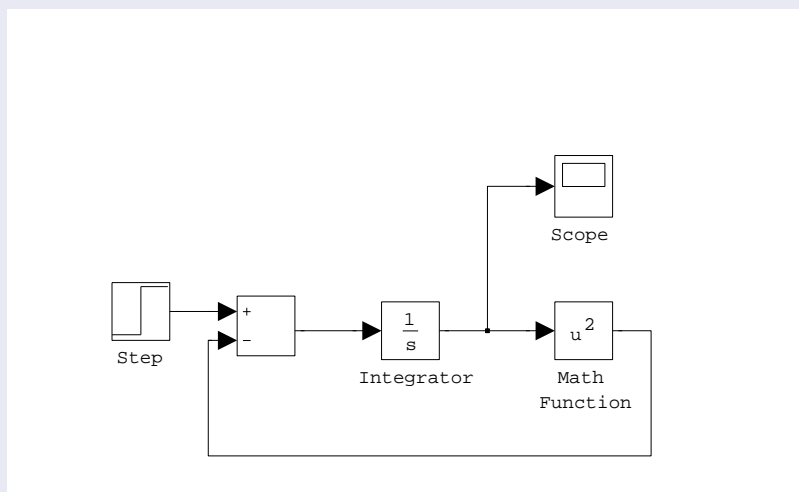 Scope
+
−
Step
1
s
Integrator
u²
Math
Function